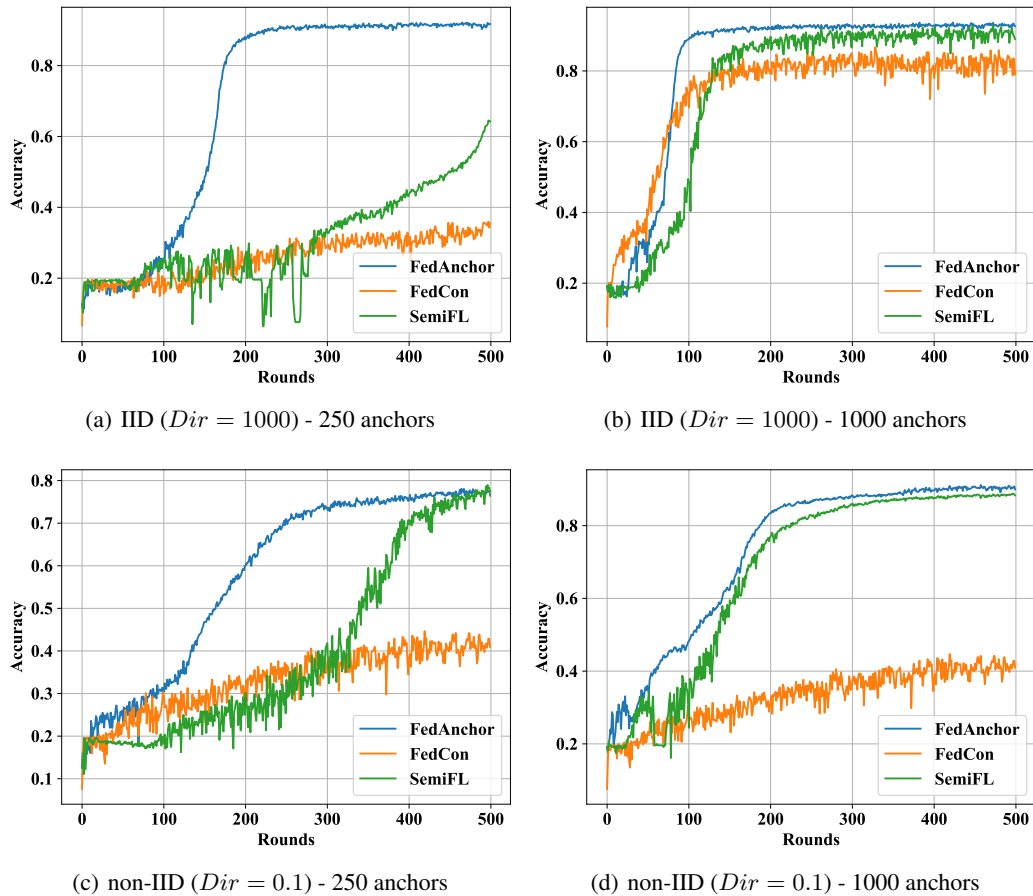 0.8
0.6
0.4
0.2
Accuracy
0 100 200 300 400 500
Rounds
FedAnchor
FedCon
SemiFL
(a) IID (Dir = 1000) - 250 anchors
0.8
0.6
0.4
0.2
Accuracy
0 100 200 300 400 500
Rounds
FedAnchor
FedCon
SemiFL
(b) IID (Dir = 1000) - 1000 anchors
0.8
0.7
0.6
0.5
0.4
0.3
0.2
0.1
Accuracy
0 100 200 300 400 500
Rounds
FedAnchor
FedCon
SemiFL
(c) non-IID (Dir = 0.1) - 250 anchors
0.8
0.6
0.4
0.2
Accuracy
0 100 200 300 400 500
Rounds
FedAnchor
FedCon
SemiFL
(d) non-IID (Dir = 0.1) - 1000 anchors